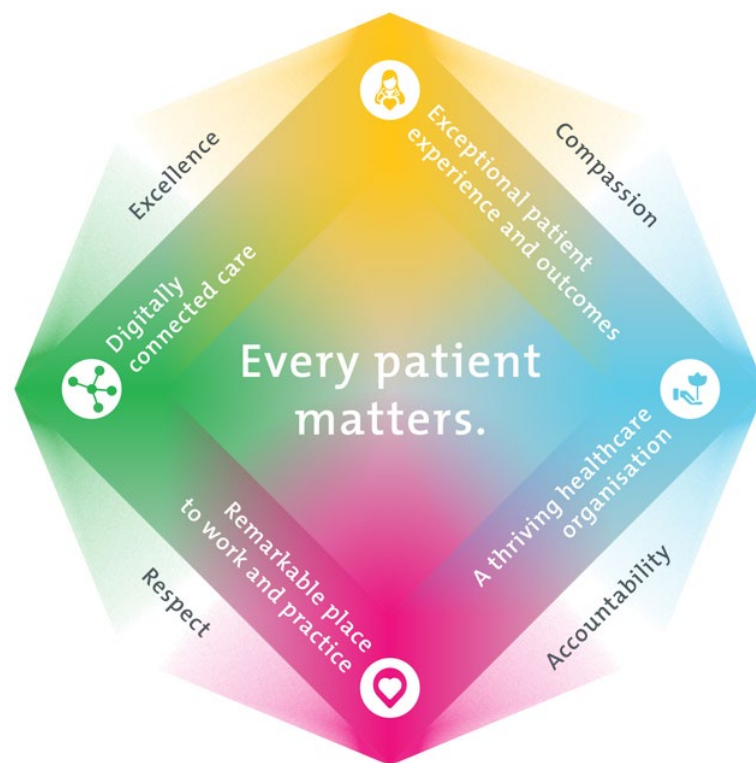 Excellence
Compassion
Exceptional patient
experience and outcomes
Digitally
connected care
Every patient
matters.
A thriving healthcare
organisation
Remarkable place
to work and practice
Respect
Accountability